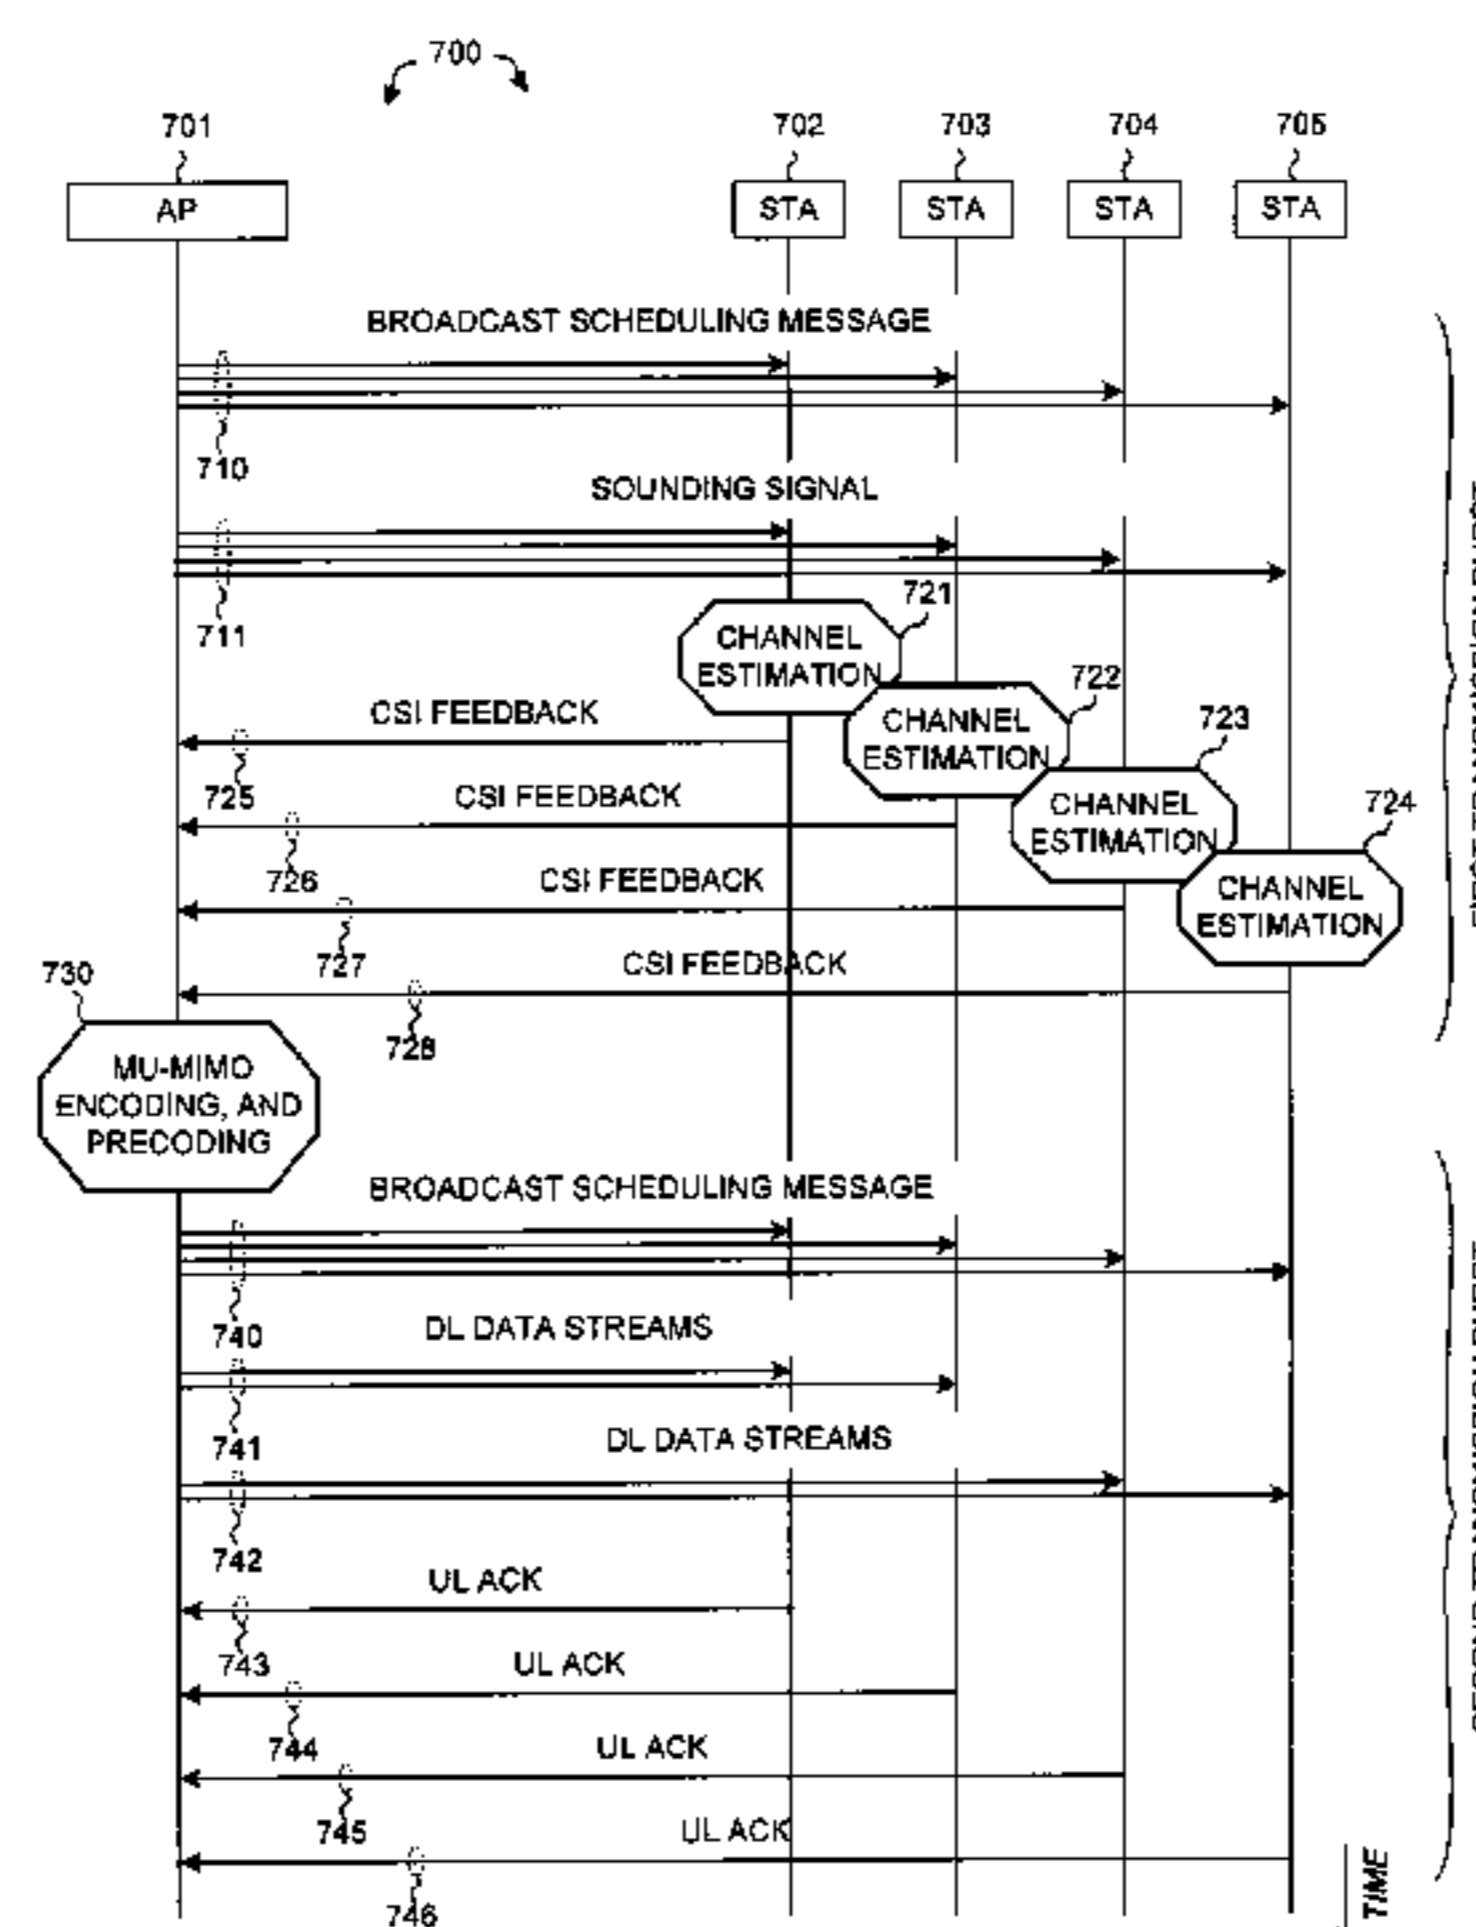 700
701
702
703
704
705
AP
STA
STA
STA
STA
BROADCAST SCHEDULING MESSAGE
710
SOUNDING SIGNAL
711
721
CHANNEL
ESTIMATION
722
CHANNEL
ESTIMATION
CSI FEEDBACK
725
723
CHANNEL
ESTIMATION
CSI FEEDBACK
726
724
CHANNEL
ESTIMATION
CSI FEEDBACK
727
CSI FEEDBACK
728
730
MU-MIMO
ENCODING, AND
PRECODING
BROADCAST SCHEDULING MESSAGE
740
DL DATA STREAMS
741
DL DATA STREAMS
742
UL ACK
743
UL ACK
744
UL ACK
745
UL ACK
746
TIME